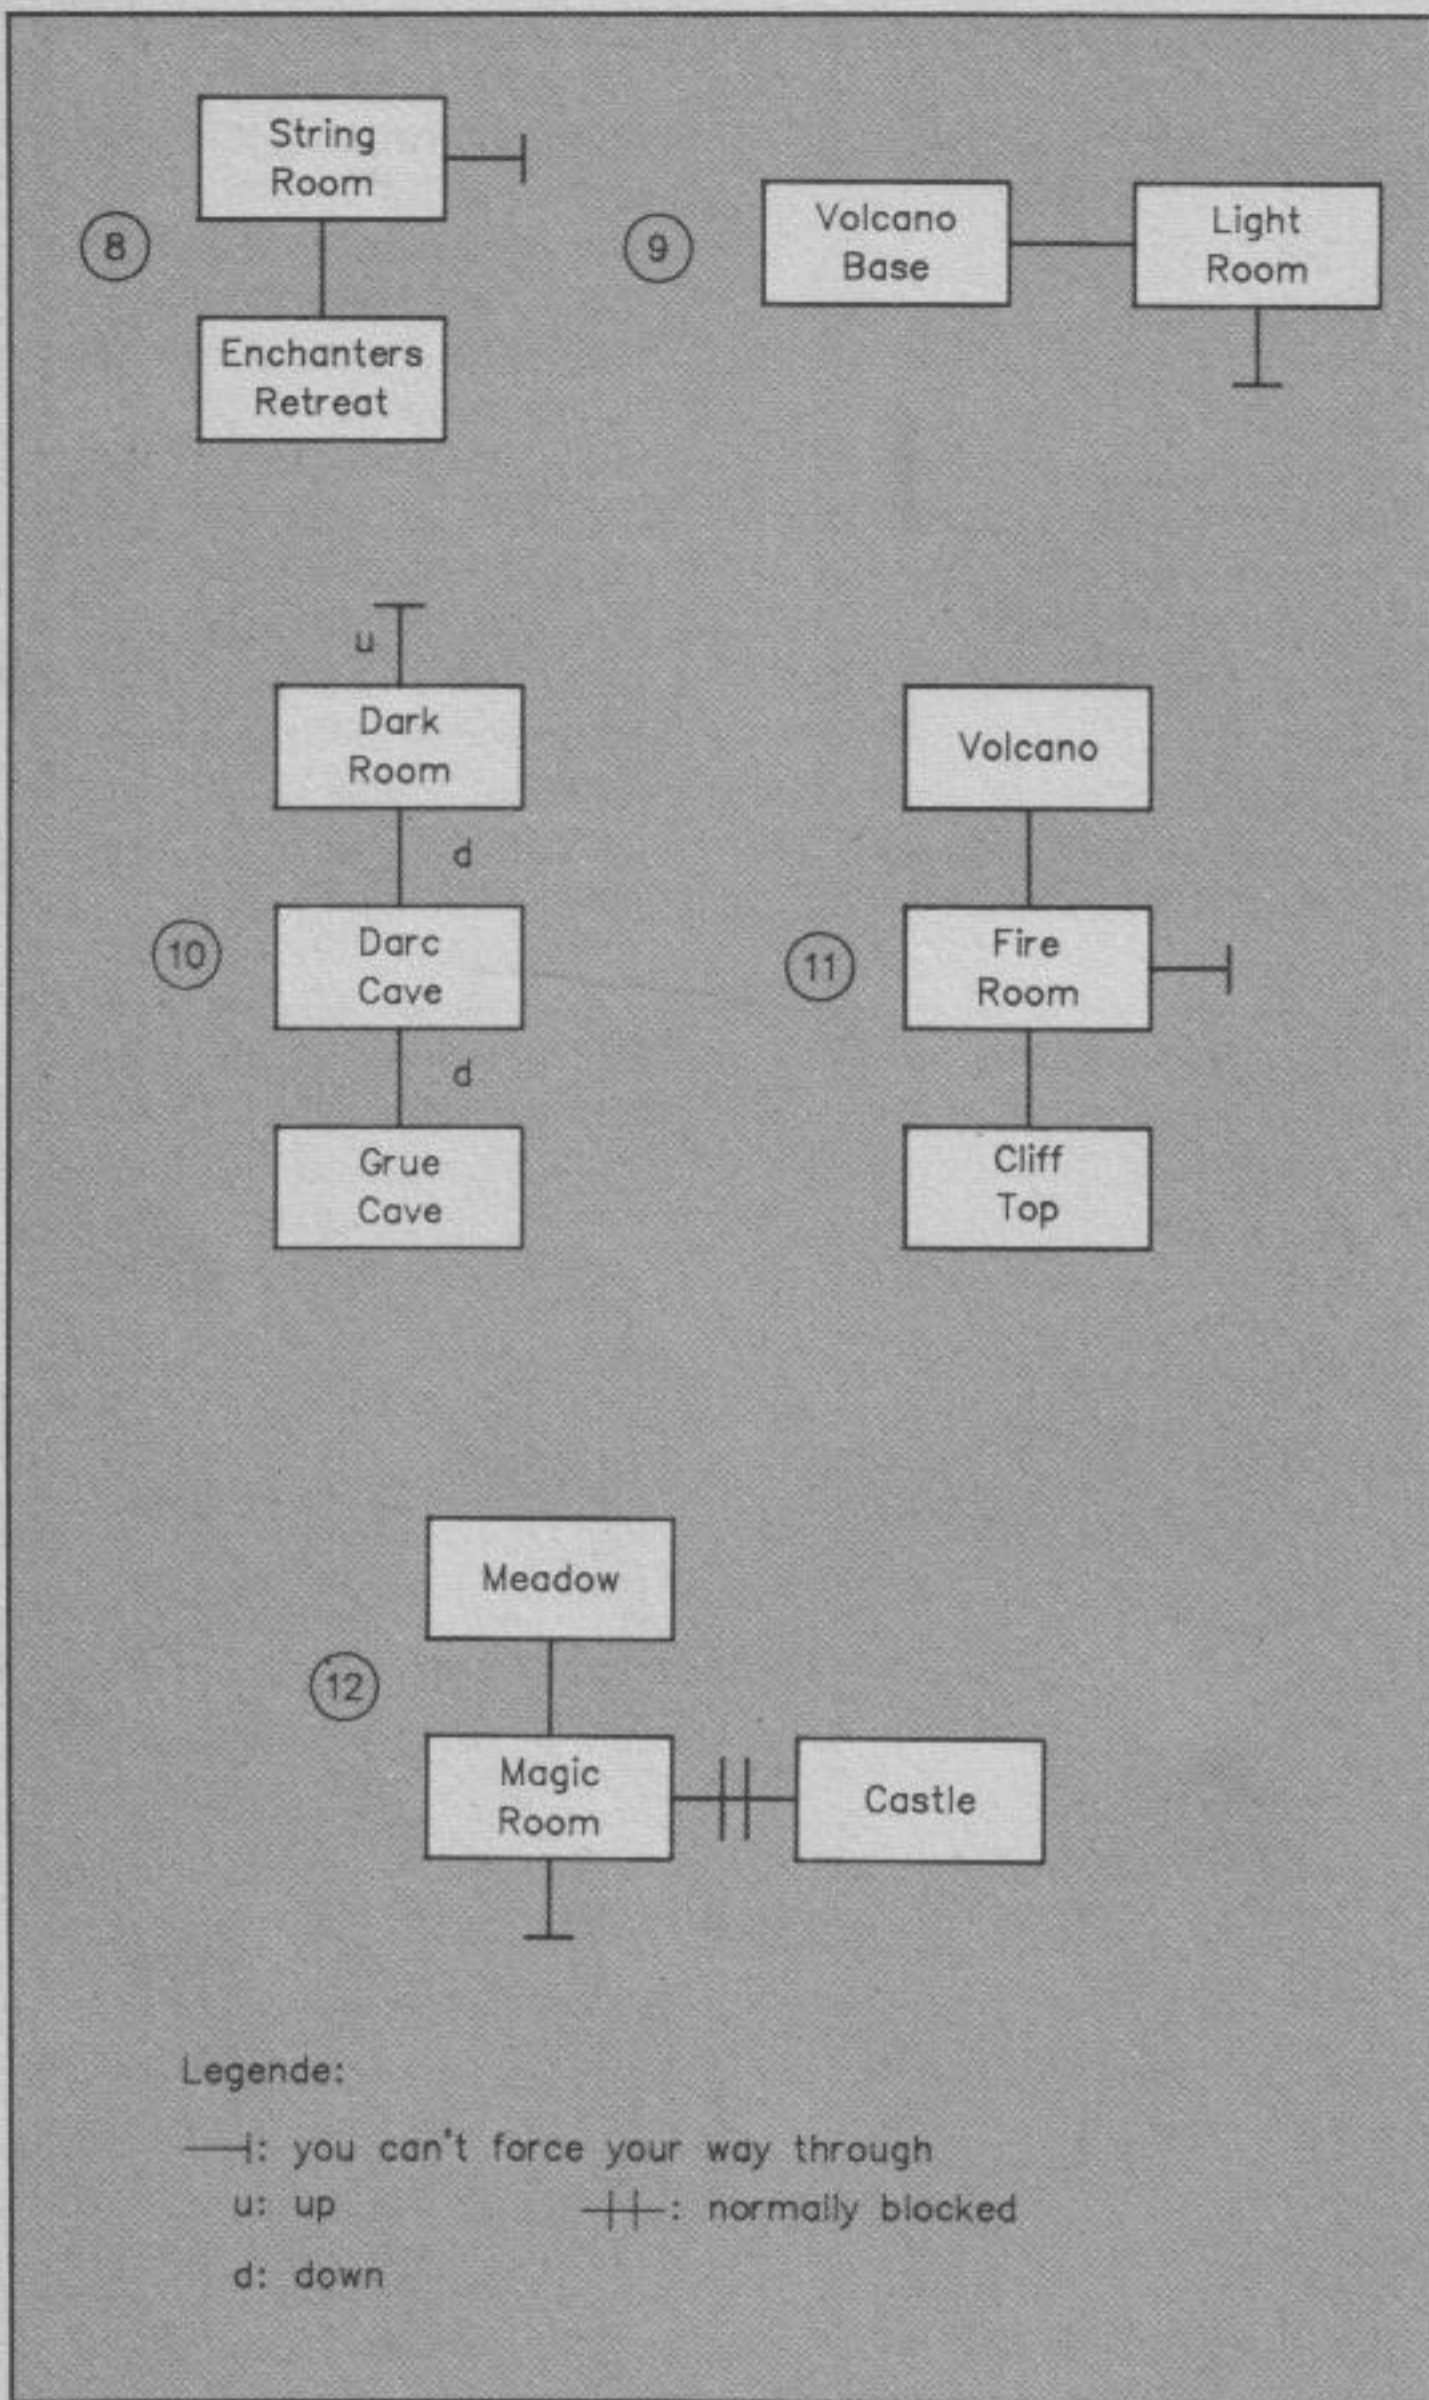 String
Room
8
Enchanters
Retreat
9
Volcano
Base
Light
Room
u
Dark
Room
d
10
Darc
Cave
d
Grue
Cave
Volcano
11
Fire
Room
Cliff
Top
Meadow
12
Magic
Room
Castle
Legende:
: you can't force your way through
u: up
: normally blocked
d: down